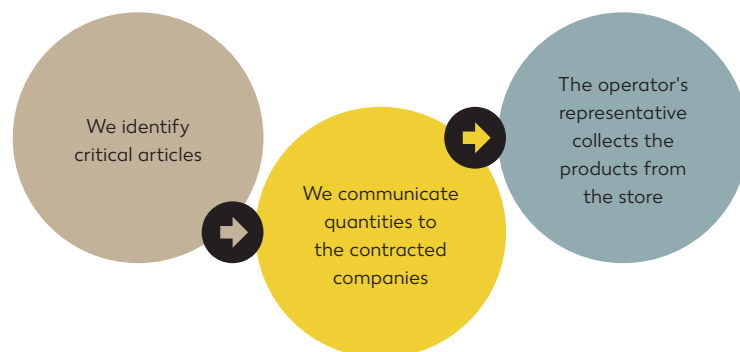 We identify
critical articles
We communicate
quantities to
the contracted
companies
The operator's
representative
collects the
products from
the store